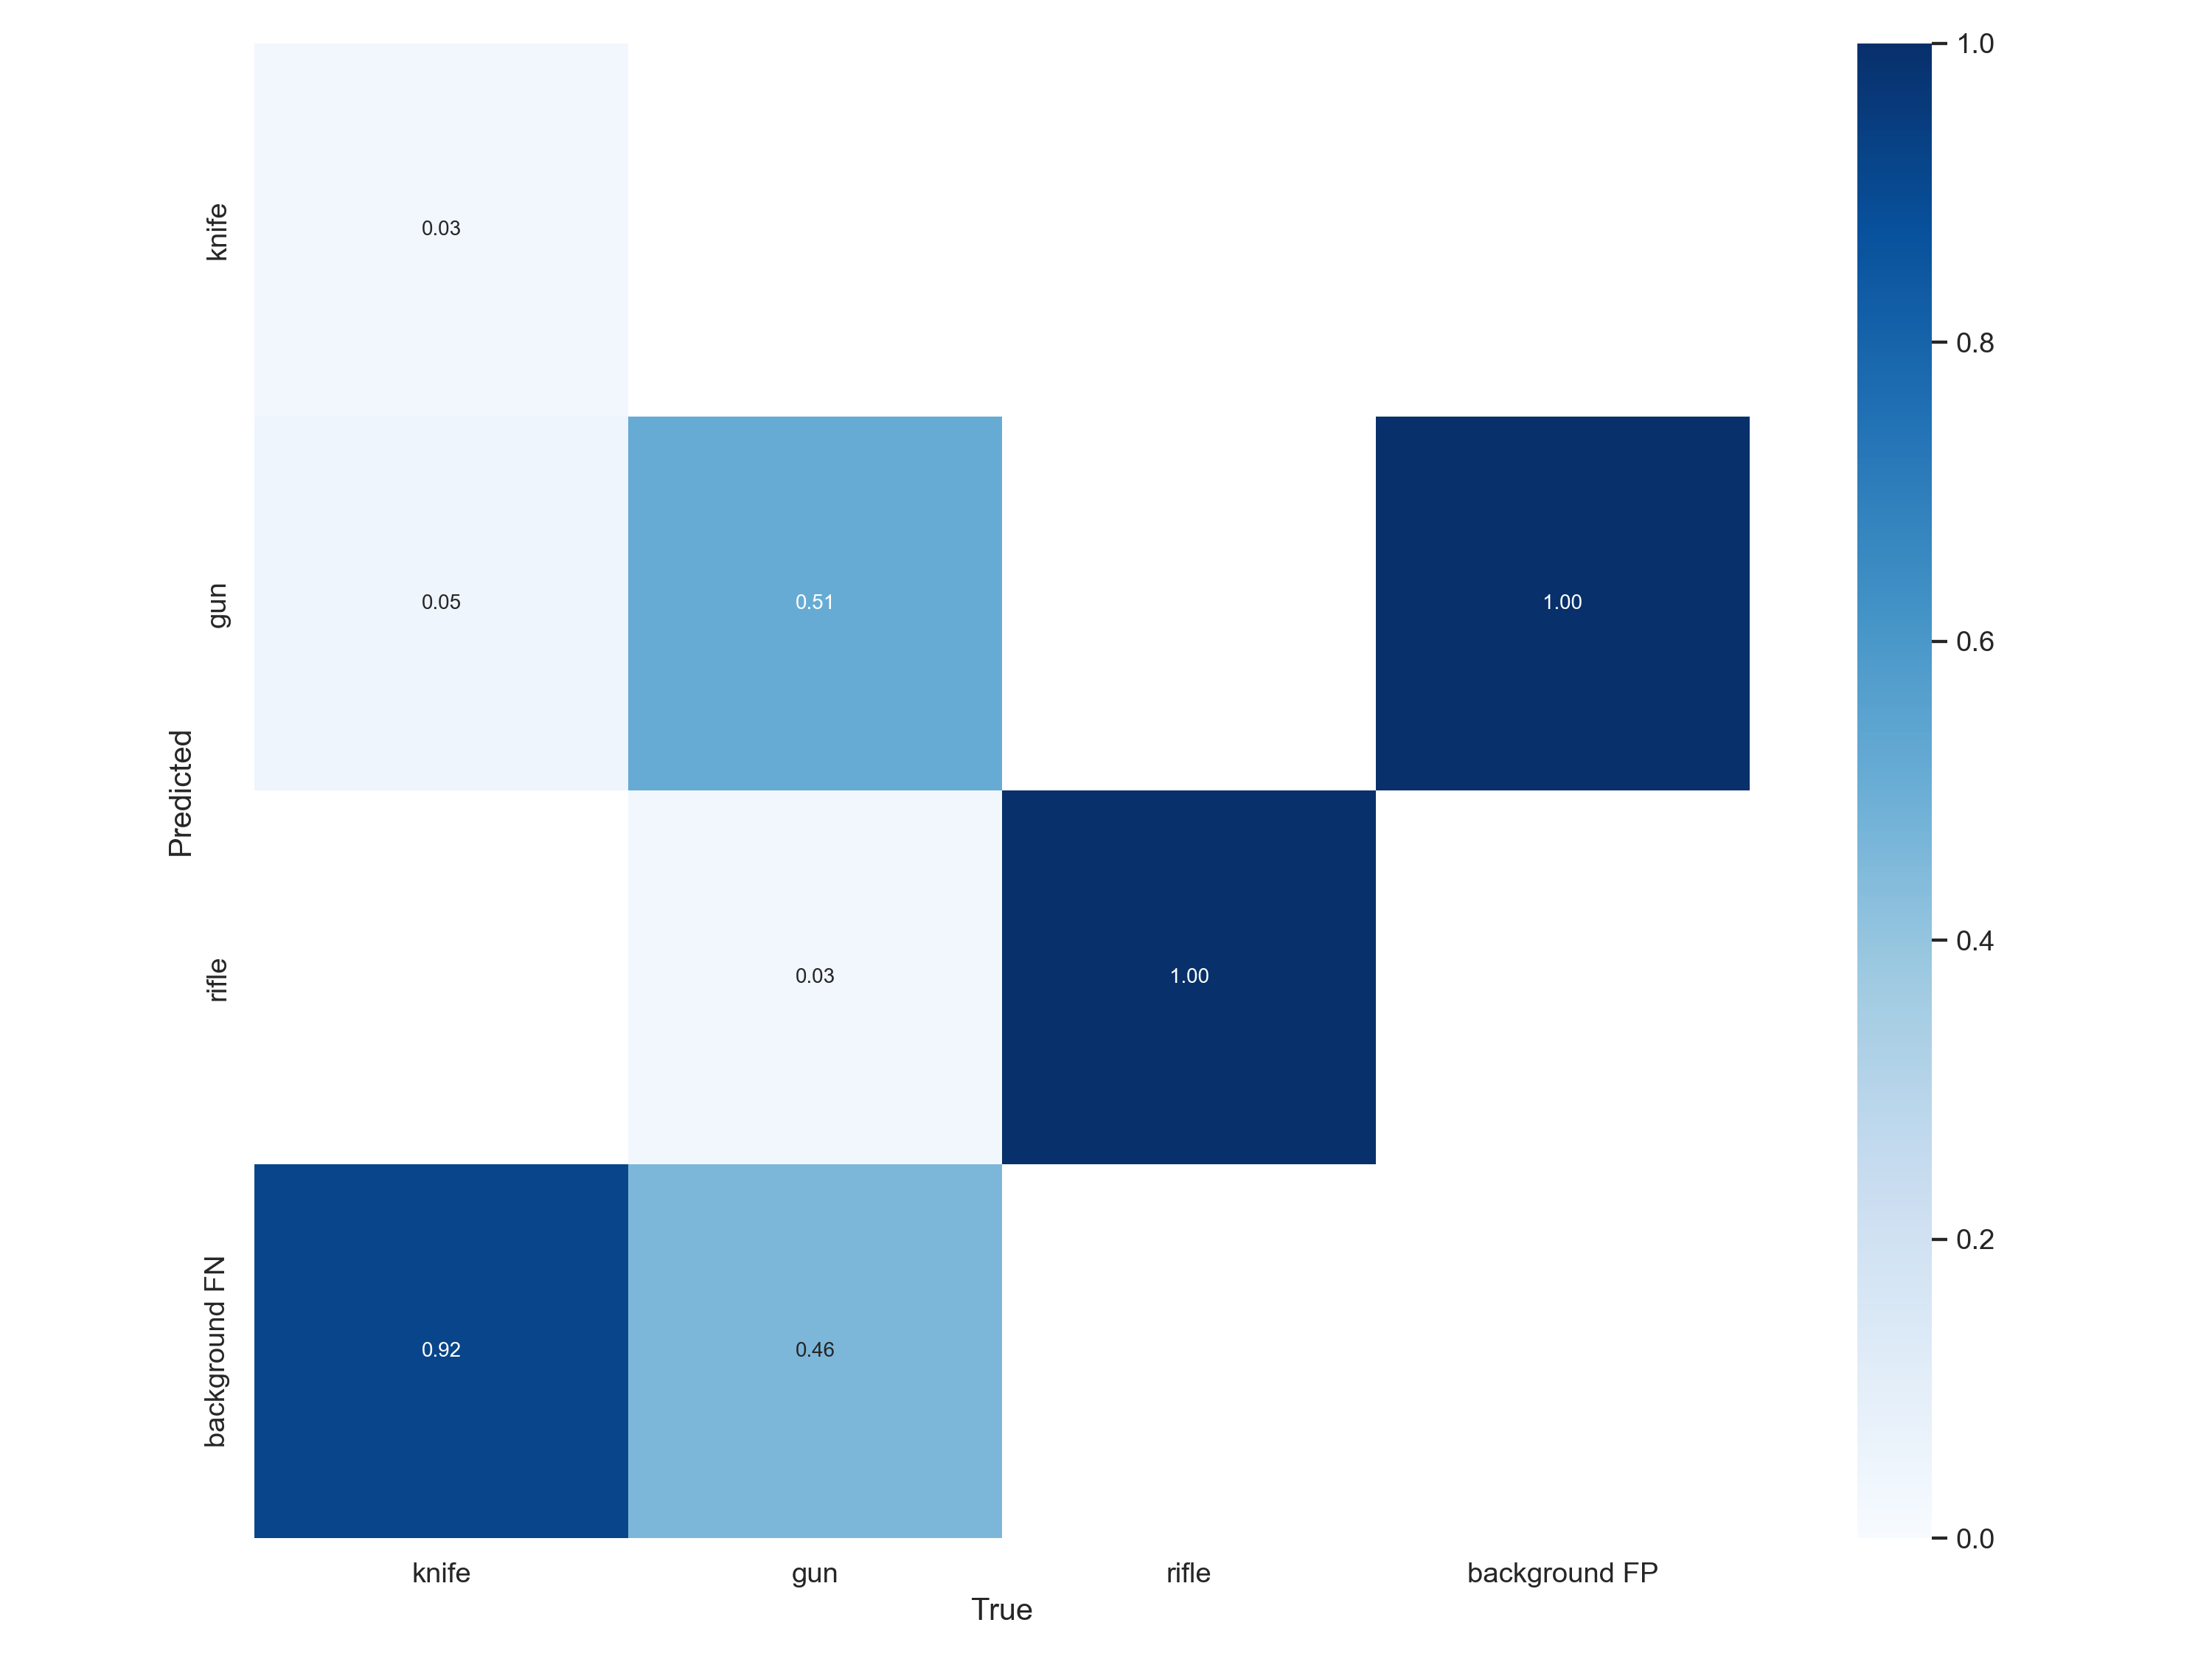 knife
0.03
gun
0.05
0.51
1.00
Predicted
rifle
0.03
1.00
background FN
0.92
0.46
knife
gun
rifle
background FP
True
1.0
0.8
0.6
0.4
0.2
0.0